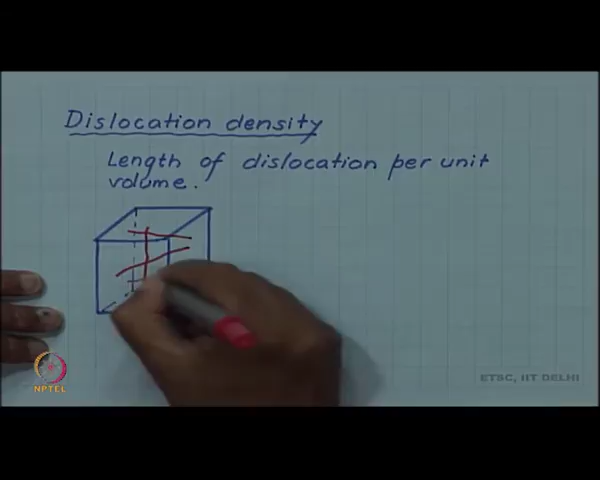 Dislocation density
Length of dislocation per unit
volume.
NPTEL
ETSC, IIT DELHI